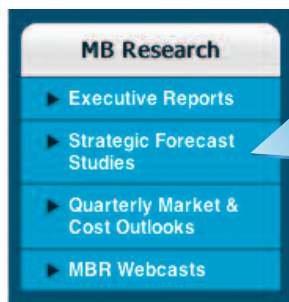 MB Research
Executive Reports
Strategic Forecast
Studies
Quarterly Market &
Cost Outlooks
MBR Webcasts